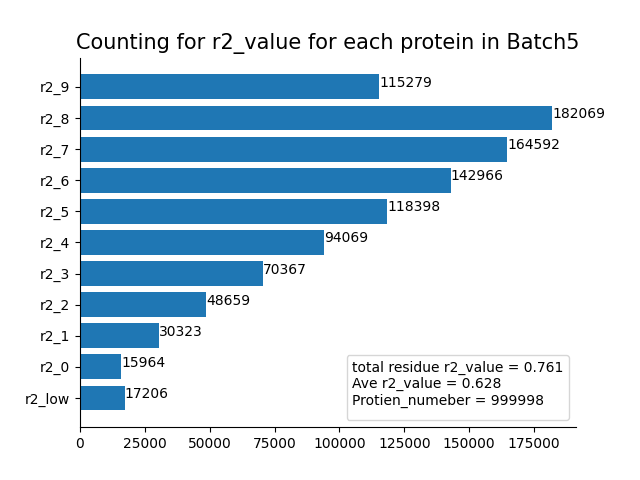 Counting for r2_value for each protein in Batch5
r2_9 115279
r2_8 182069
r2_7 164592
r2_6 142966
r2_5 118398
r2_4 94069
r2_3 70367
r2_2 48659
r2_1 30323
r2_0 15964
r2_low 17206
total residue r2_value = 0.761
Ave r2_value = 0.628
Protien_numeber = 999998
0 25000 50000 75000 100000 125000 150000 175000